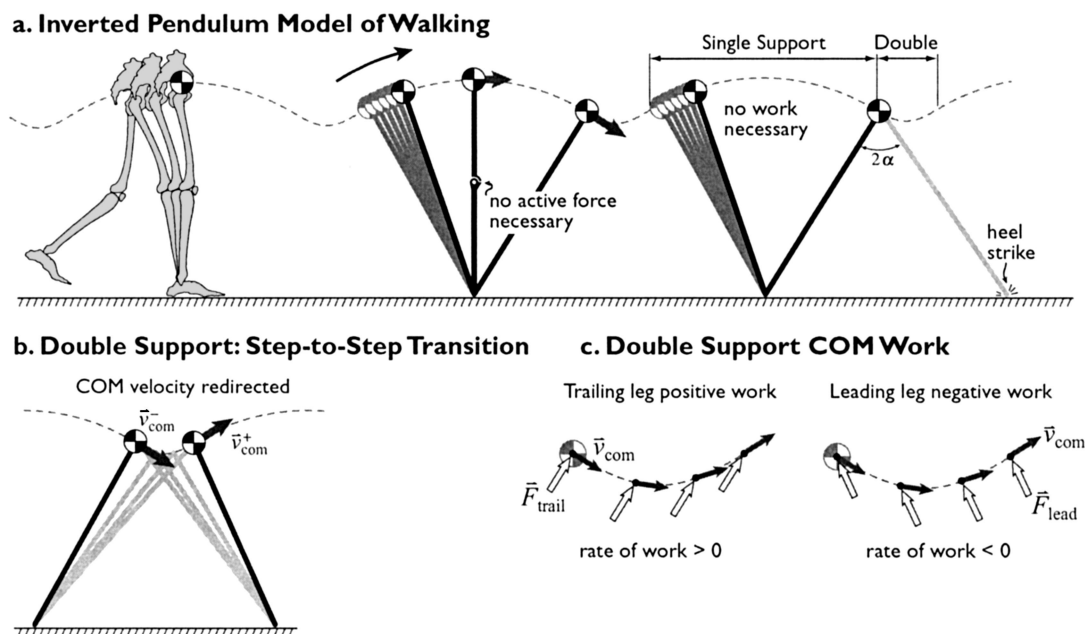 a. Inverted Pendulum Model of Walking
Single Support
Double
no work
necessary
2α
no active force
necessary
heel
strike
b. Double Support: Step-to-Step Transition
COM velocity redirected
v⃗⁻com
v⃗⁺com
c. Double Support COM Work
Trailing leg positive work
Leading leg negative work
v⃗com
F⃗trail
rate of work > 0
v⃗com
F⃗lead
rate of work < 0